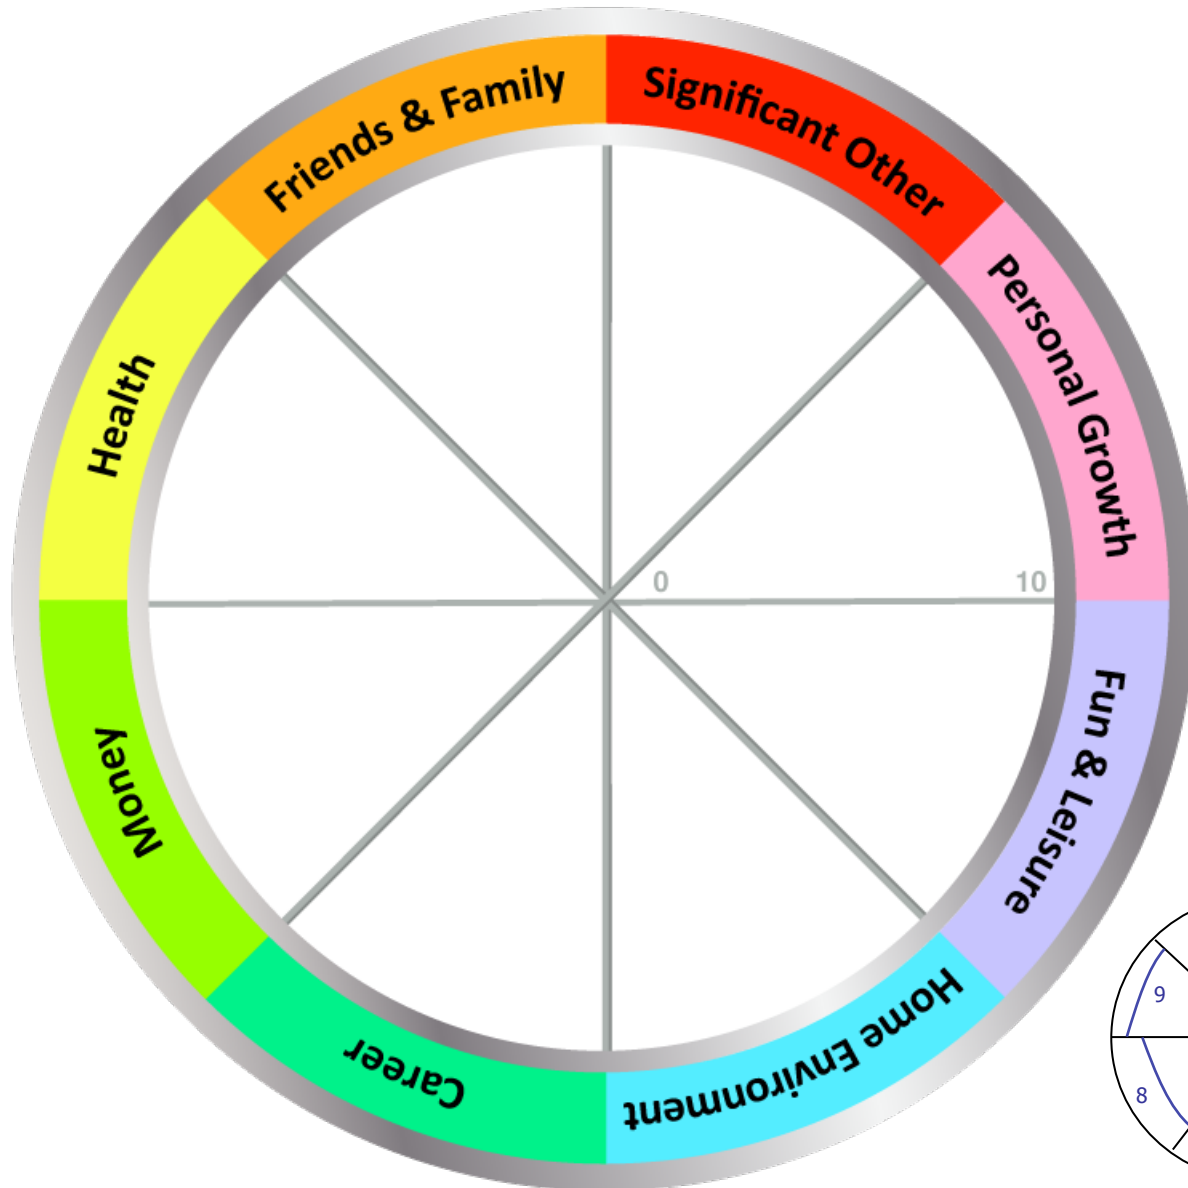 Friends & Family
Significant Other
Personal Growth
Health
0
10
Fun & Leisure
Money
Home Environment
Career
9
8